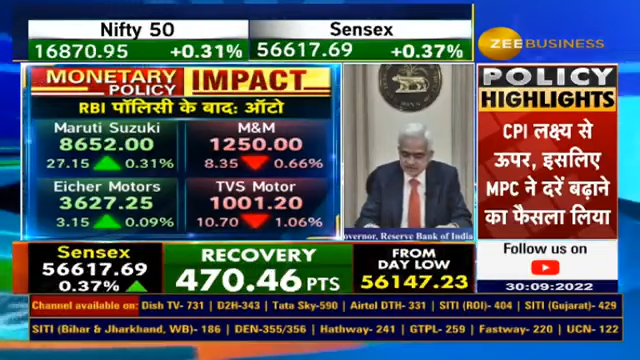 Nifty 50
16870.95 +0.31%
Sensex
56617.69 +0.37%
ZEE BUSINESS
MONETARY
POLICY
IMPACT
RBI पॉलिसी के बाद: ऑटो
Maruti Suzuki
8652.00
27.15 0.31%
M&M
1250.00
8.35 0.66%
Eicher Motors
3627.25
3.15 0.09%
TVS Motor
1001.20
10.70 1.06%
overnor, Reserve Bank of India
POLICY
HIGHLIGHTS
CPI लक्ष्य से
ऊपर, इसलिए
MPC ने दरें बढ़ाने
का फैसला लिया
Sensex
56617.69
0.37%
RECOVERY
470.46 PTS
FROM
DAY LOW
56147.23
Follow us on
30:09:2022
Channel available on: Dish TV- 731 | D2H-343 | Tata Sky-590 | Airtel DTH- 331 | SITI (ROI)- 404 | SITI (Gujarat)- 429
SITI (Bihar & Jharkhand, WB)- 186 | DEN-355/356 | Hathway- 241 | GTPL- 259 | Fastway- 220 | UCN- 122